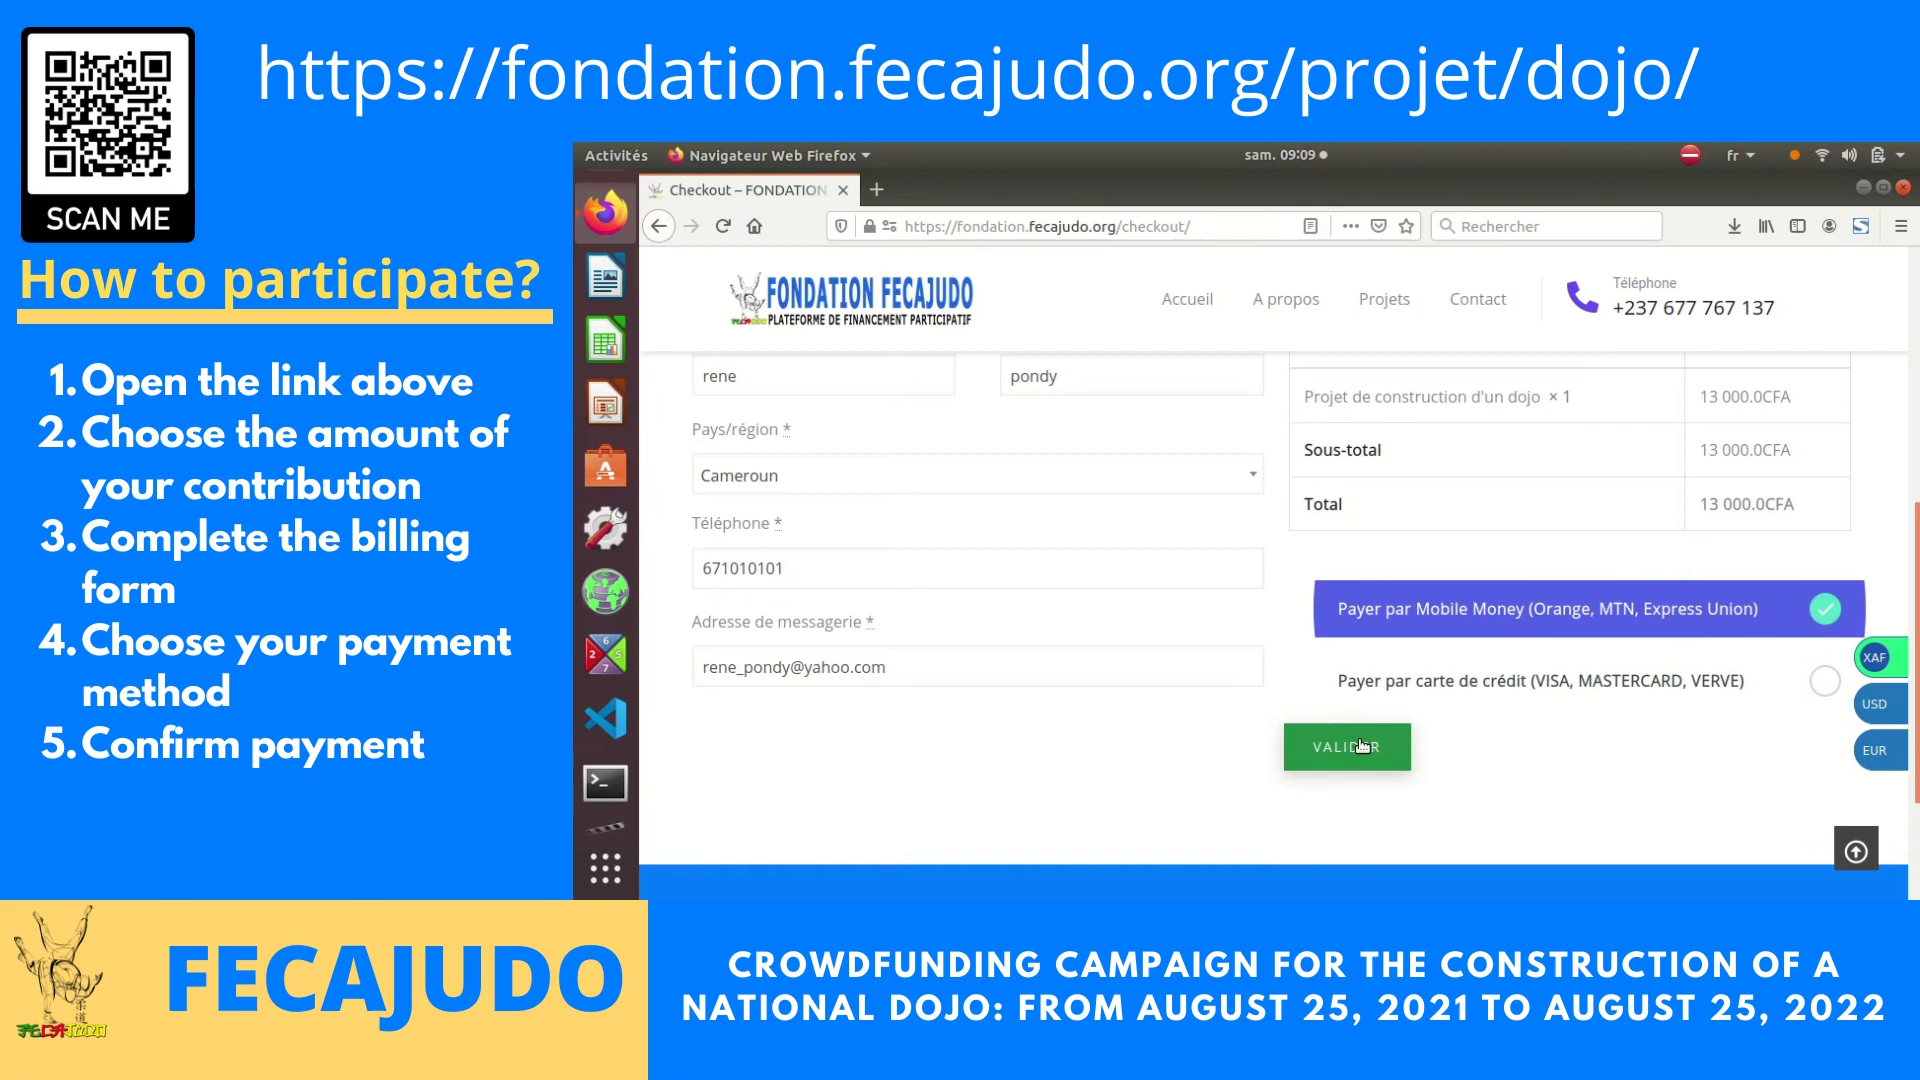 https://fondation.fecajudo.org/projet/dojo/
SCAN ME
How to participate?
1. Open the link above
2. Choose the amount of
your contribution
3. Complete the billing
form
4. Choose your payment
method
5. Confirm payment
Activités
Navigateur Web Firefox
sam. 09:09
fr
Checkout – FONDATION
https://fondation.fecajudo.org/checkout/
Rechercher
FONDATION FECAJUDO
PLATEFORME DE FINANCEMENT PARTICIPATIF
Accueil
A propos
Projets
Contact
Téléphone
+237 677 767 137
rene
pondy
Pays/région *
Cameroun
Téléphone *
671010101
Adresse de messagerie *
rene_pondy@yahoo.com
Projet de construction d'un dojo × 1
13 000.0CFA
Sous-total
13 000.0CFA
Total
13 000.0CFA
Payer par Mobile Money (Orange, MTN, Express Union)
Payer par carte de crédit (VISA, MASTERCARD, VERVE)
VALIDER
XAF
USD
EUR
柔道
FECAJUDO
FECAJUDO
CROWDFUNDING CAMPAIGN FOR THE CONSTRUCTION OF A
NATIONAL DOJO: FROM AUGUST 25, 2021 TO AUGUST 25, 2022